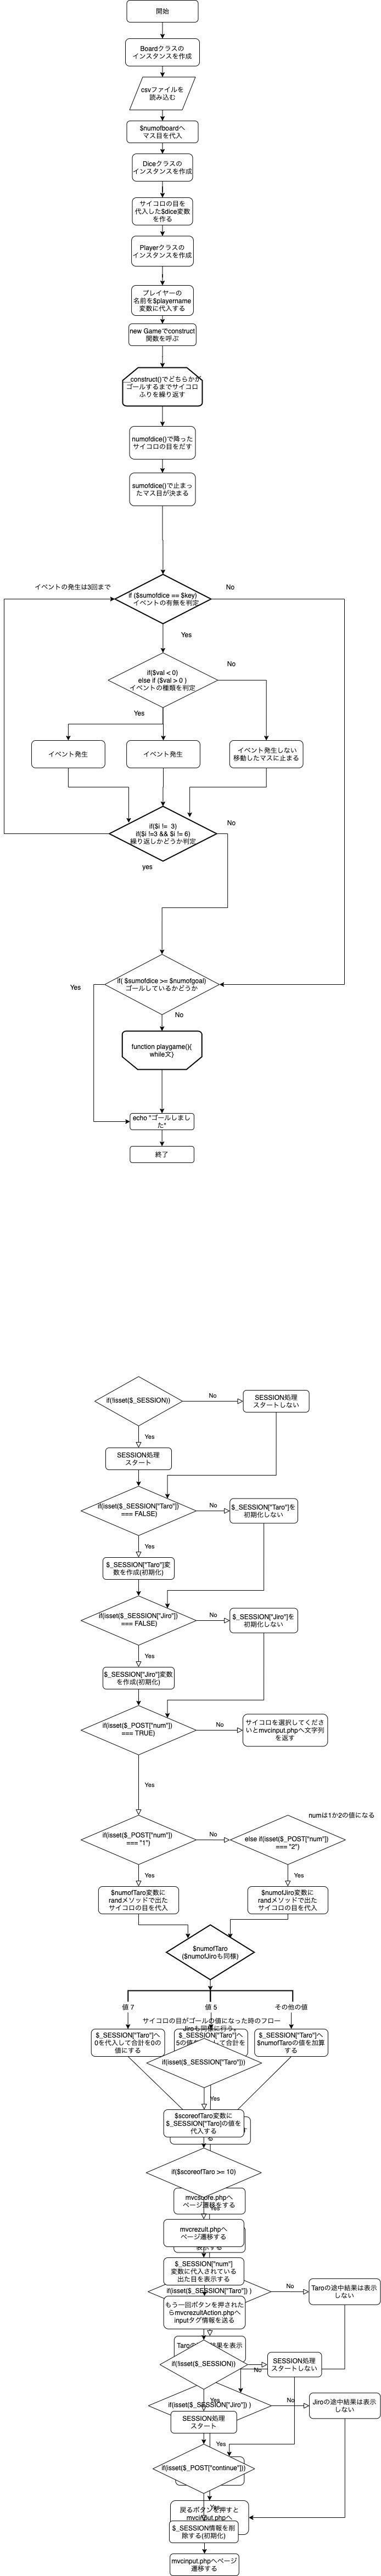 開始
Boardクラスの
インスタンスを作成
csvファイルを
読み込む
$numofboardへ
マス目を代入
Diceクラスの
インスタンスを作成
サイコロの目を
代入した$dice変数
を作る
Playerクラスの
インスタンスを作成
プレイヤーの
名前を$playername
変数に代入する
new Gameでconstruct
関数を呼ぶ
__construct()でどちらかが
ゴールするまでサイコロ
ふりを繰り返す
numofdice()で降った
サイコロの目をだす
sumofdice()で止まっ
たマス目が決まる
イベントの発生は3回まで
No
if ($sumofdice == $key)
イベントの有無を判定
Yes
No
if($val < 0)
else if ($val > 0 )
イベントの種類を判定
Yes
イベント発生
イベント発生
イベント発生しない
移動したマスに止まる
No
if($i != 3)
if($i !=3 && $i != 6)
繰り返しかどうか判定
yes
if( $sumofdice >= $numofgoal)
ゴールしているかどうか
Yes
No
function playgame(){
while文}
echo "ゴールしまし
た"
終了
if(!isset($_SESSION))
No
SESSION処理
スタートしない
Yes
SESSION処理
スタート
if(isset($_SESSION["Taro"])
=== FALSE)
No
$_SESSION["Taro"]を
初期化しない
Yes
$_SESSION["Taro"]変
数を作成(初期化)
if(isset($_SESSION["Jiro"])
=== FALSE)
No
$_SESSION["Jiro"]を
初期化しない
Yes
$_SESSION["Jiro"]変数
を作成(初期化)
if(isset($_POST["num"])
=== TRUE)
No
サイコロを選択してくださ
いとmvcinput.phpへ文字列
を返す
Yes
numは1か2の値になる
if(isset($_POST["num"])
=== "1")
No
else if(isset($_POST["num"])
=== "2")
Yes
Yes
$numofTaro変数に
randメソッドで出た
サイコロの目を代入
$numofJiro変数に
randメソッドで出た
サイコロの目を代入
$numofTaro
($numofJiroも同様)
値 7
値 5
その他の値
サイコロの目がゴールの値になった時のフロー
Jiroも同様に行う。
$_SESSION["Taro"]へ
0を代入して合計を0の
値にする
$_SESSION["Taro"]へ
$_SESSION["Taro"]へ
$numofTaroの値を加算
する
if(isset($_SESSION["Taro"]))
Yes
$scoreofTaro変数に
$_SESSION["Taro]の値を
代入する
if($scoreofTaro >= 10)
mvcscore.phpへ
ページ遷移をする
Yes
mvcrezult.phpへ
ページ遷移する
$_SESSION["num"]
変数に代入されている
出た目を表示する
if(isset($_SESSION["Taro"]) )
No
Taroの途中結果は表示
しない
もう一回ボタンを押された
らmvcrezultAction.phpへ
inputタグ情報を送る
if(!isset($_SESSION))
No
SESSION処理
スタートしない
if(isset($_SESSION["Jiro"]) )
No
Jiroの途中結果は表示
しない
Yes
SESSION処理
スタート
Yes
if(isset($_POST["continue"]))
戻るボタンを押すと
mvcinput.phpへ
Yes
$_SESSION情報を削
除する(初期化)
mvcinput.phpへページ
遷移する